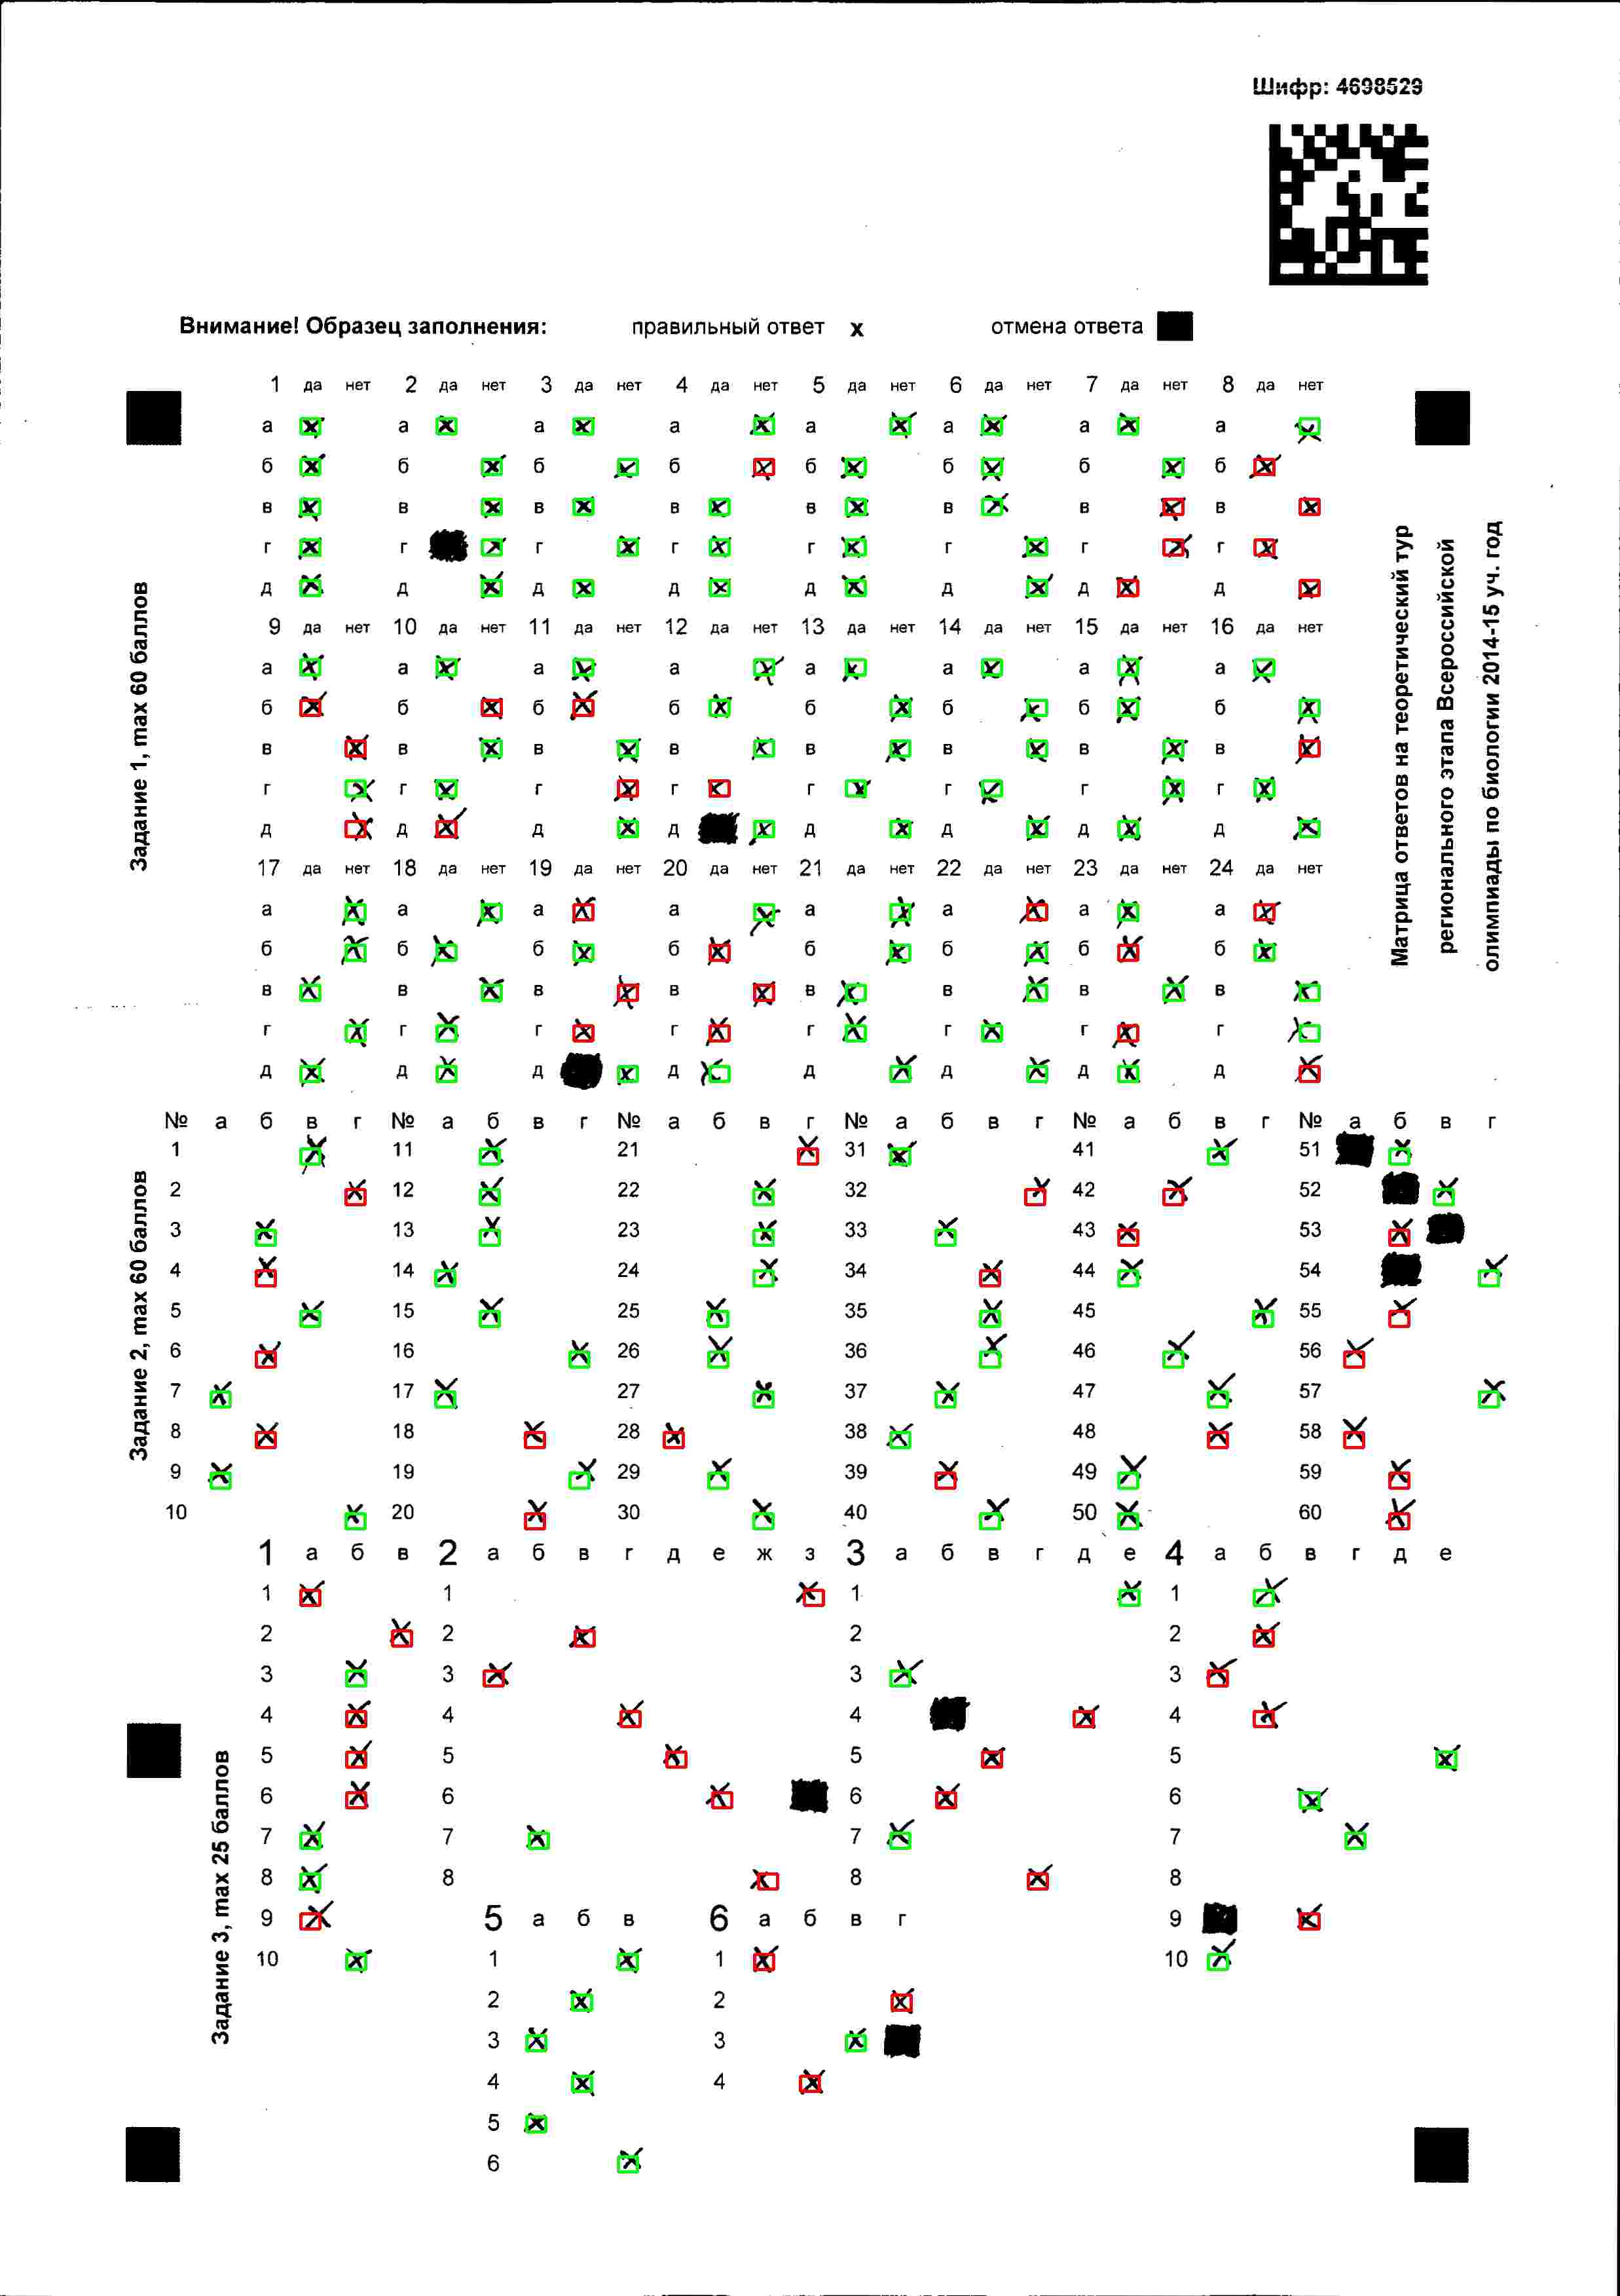 Шифр: 4698529
Внимание! Образец заполнения: правильный ответ x отмена ответа
1 да нет 2 да нет 3 да нет 4 да нет 5 да нет 6 да нет 7 да нет 8 да нет
а а а а а а а а
б б б б б б б б
в в в в в в в в
г г г г г г г г
д д д д д д д д
9 да нет 10 да нет 11 да нет 12 да нет 13 да нет 14 да нет 15 да нет 16 да нет
а а а а а а а а
б б б б б б б б
в в в в в в в в
г г г г г г г г
д д д д д д д д
17 да нет 18 да нет 19 да нет 20 да нет 21 да нет 22 да нет 23 да нет 24 да нет
а а а а а а а а
б б б б б б б б
в в в в в в в в
г г г г г г г г
д д д д д д д д
Задание 1, max 60 баллов
Матрица ответов на теоретический тур
регионального этапа Всероссийской
олимпиады по биологии 2014-15 уч. год
№ а б в г № а б в г № а б в г № а б в г № а б в г № а б в г
1 11 21 31 41 51
2 12 22 32 42 52
3 13 23 33 43 53
4 14 24 34 44 54
5 15 25 35 45 55
6 16 26 36 46 56
7 17 27 37 47 57
8 18 28 38 48 58
9 19 29 39 49 59
10 20 30 40 50 60
Задание 2, max 60 баллов
1 а б в 2 а б в г д е ж з 3 а б в г д е 4 а б в г д е
1 1 1 1
2 2 2 2
3 3 3 3
4 4 4 4
5 5 5 5
6 6 6 6
7 7 7 7
8 8 8 8
9 5 а б в 6 а б в г 9
10 1 1 10
2 2
3 3
4 4
5
6
Задание 3, max 25 баллов